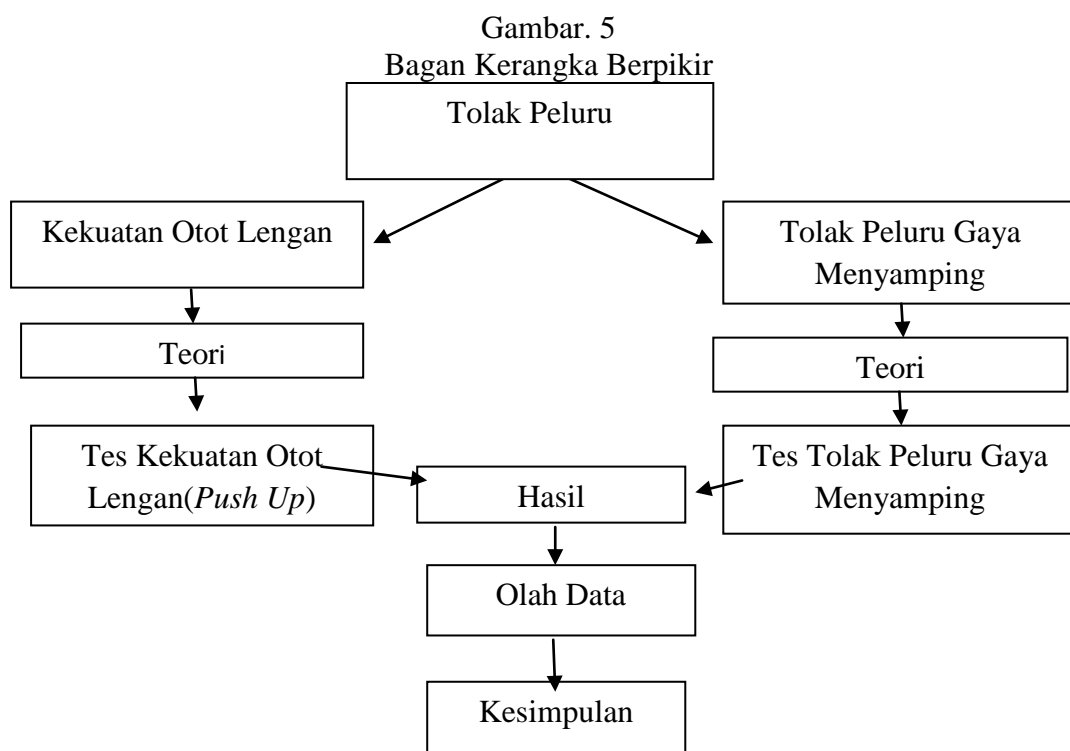 Gambar. 5
Bagan Kerangka Berpikir
Tolak Peluru
Kekuatan Otot Lengan
Tolak Peluru Gaya
Menyamping
Teori
Teori
Tes Kekuatan Otot
Lengan(Push Up)
Tes Tolak Peluru Gaya
Menyamping
Hasil
Olah Data
Kesimpulan